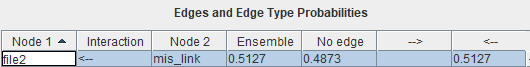 Edges and Edge Type Probabilities
Node 1 Interaction Node 2 Ensemble No edge --> <--
file2 <-- mis_link 0.5127 0.4873 0.5127